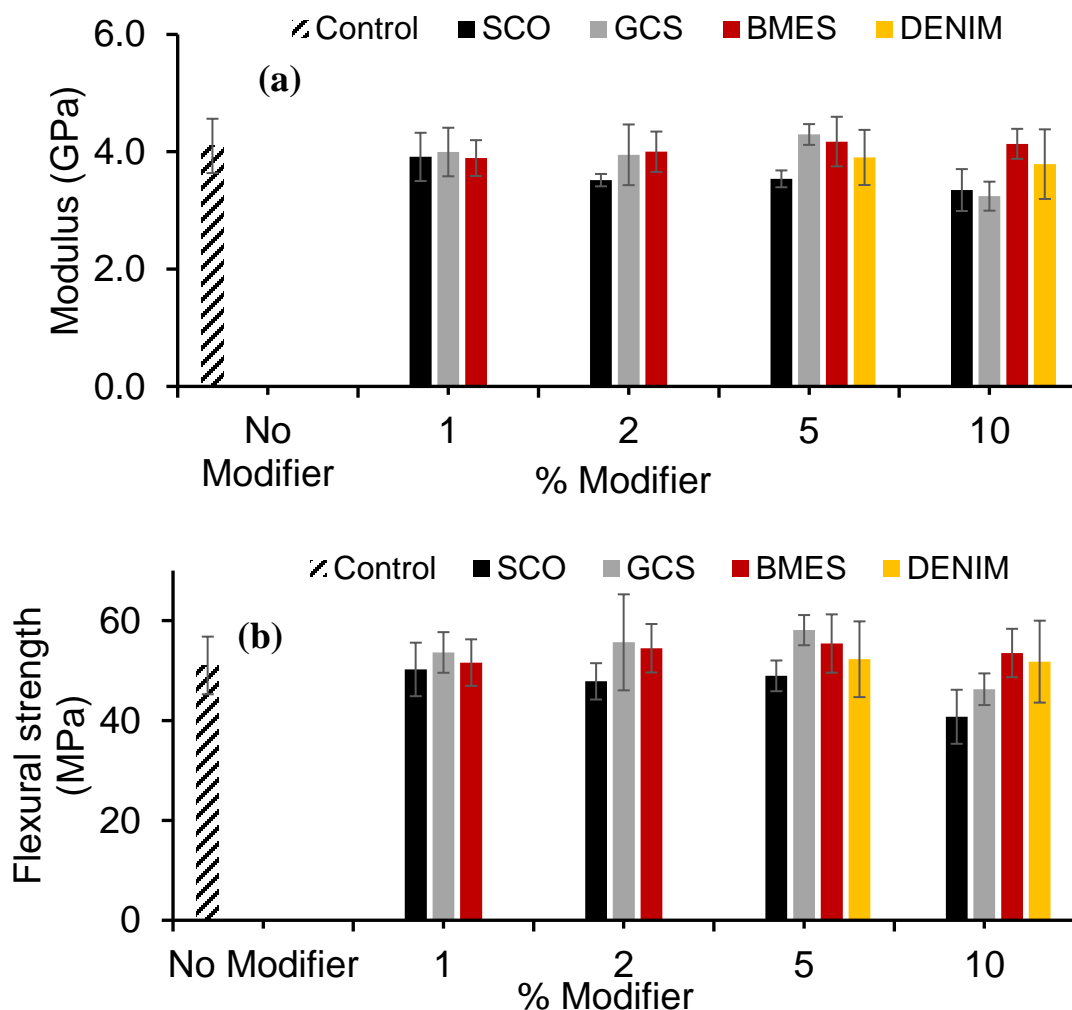 Control SCO GCS BMES DENIM
(a)
Modulus (GPa)
6.0
4.0
2.0
0.0
No Modifier 1 2 5 10
% Modifier
Control SCO GCS BMES DENIM
(b)
Flexural strength
(MPa)
60
40
20
0
No Modifier 1 2 5 10
% Modifier